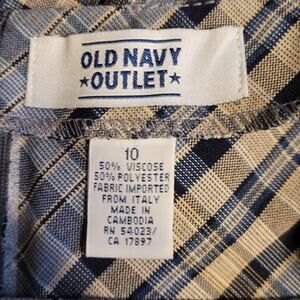 OLD NAVY
★OUTLET★
10
50% VISCOSE
50% POLYESTER
FABRIC IMPORTED
FROM ITALY
MADE IN
CAMBODIA
RN 54023/
CA 17897